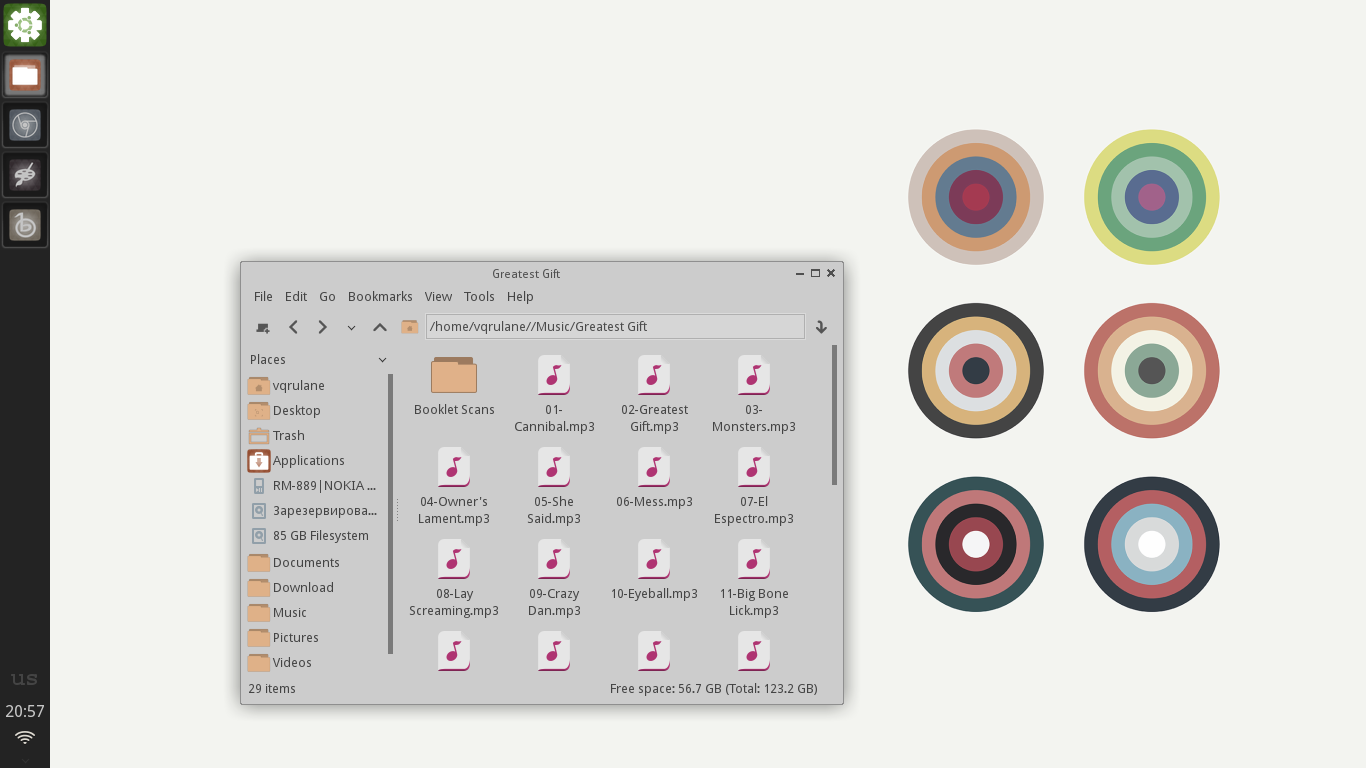 Greatest Gift
File Edit Go Bookmarks View Tools Help
/home/vqrulane//Music/Greatest Gift
Places
vqrulane
Desktop
Trash
Applications
RM-889|NOKIA ...
Зарезервирова...
85 GB Filesystem
Documents
Download
Music
Pictures
Videos
Booklet Scans
01-
Cannibal.mp3
02-Greatest
Gift.mp3
03-
Monsters.mp3
04-Owner's
Lament.mp3
05-She
Said.mp3
06-Mess.mp3
07-El
Espectro.mp3
08-Lay
Screaming.mp3
09-Crazy
Dan.mp3
10-Eyeball.mp3
11-Big Bone
Lick.mp3
29 items
Free space: 56.7 GB (Total: 123.2 GB)
us
20:57